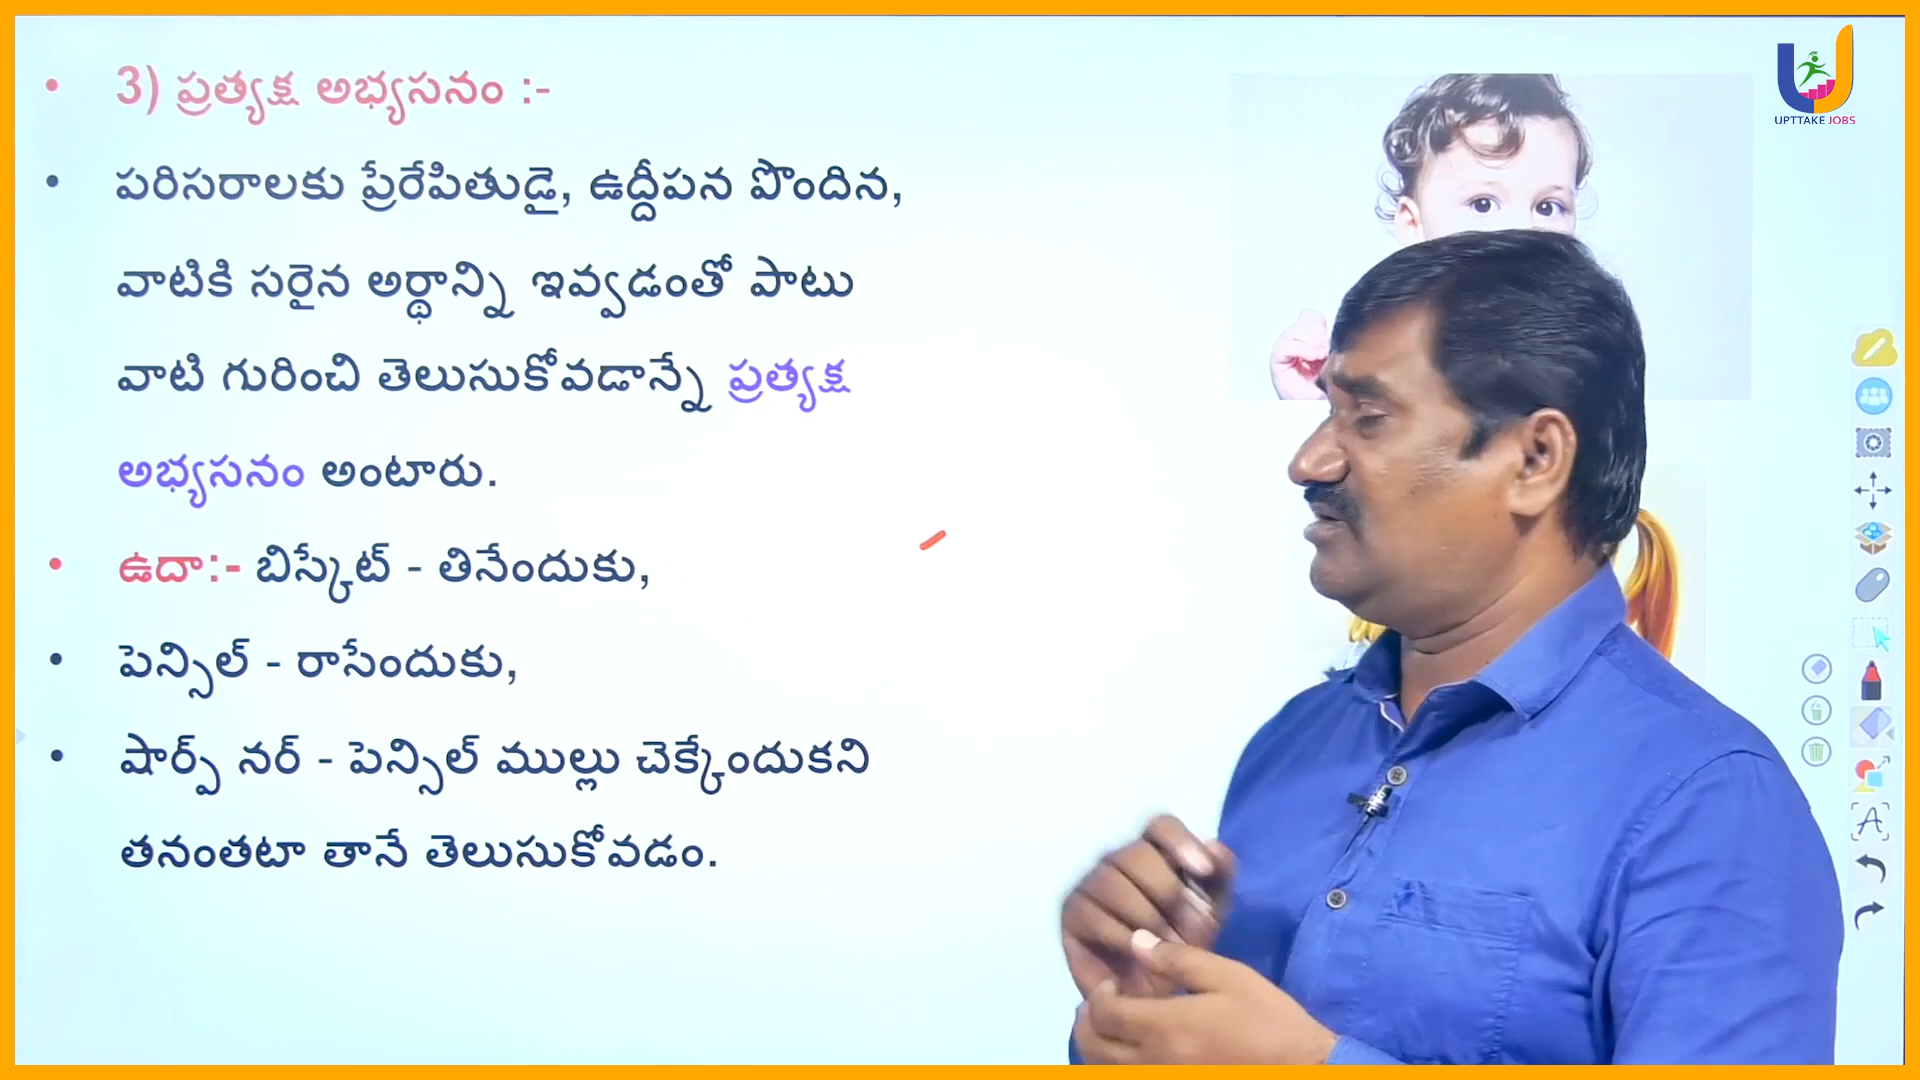 • 3) ప్రత్యక్ష అభ్యసనం :-
• పరిసరాలకు ప్రేరేపితుడై, ఉద్దీపన పొందిన,
వాటికి సరైన అర్థాన్ని ఇవ్వడంతో పాటు
వాటి గురించి తెలుసుకోవడాన్నే ప్రత్యక్ష
అభ్యసనం అంటారు.
• ఉదా:- బిస్కేట్ - తినేందుకు,
• పెన్సిల్ - రాసేందుకు,
• షార్ప్ నర్ - పెన్సిల్ ముల్లు చెక్కేందుకని
తనంతటా తానే తెలుసుకోవడం.
UPTTAKE JOBS
A